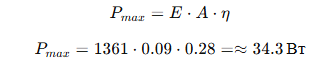 P_max = E · A · η
P_max = 1361 · 0.09 · 0.28 =≈ 34.3 Вт